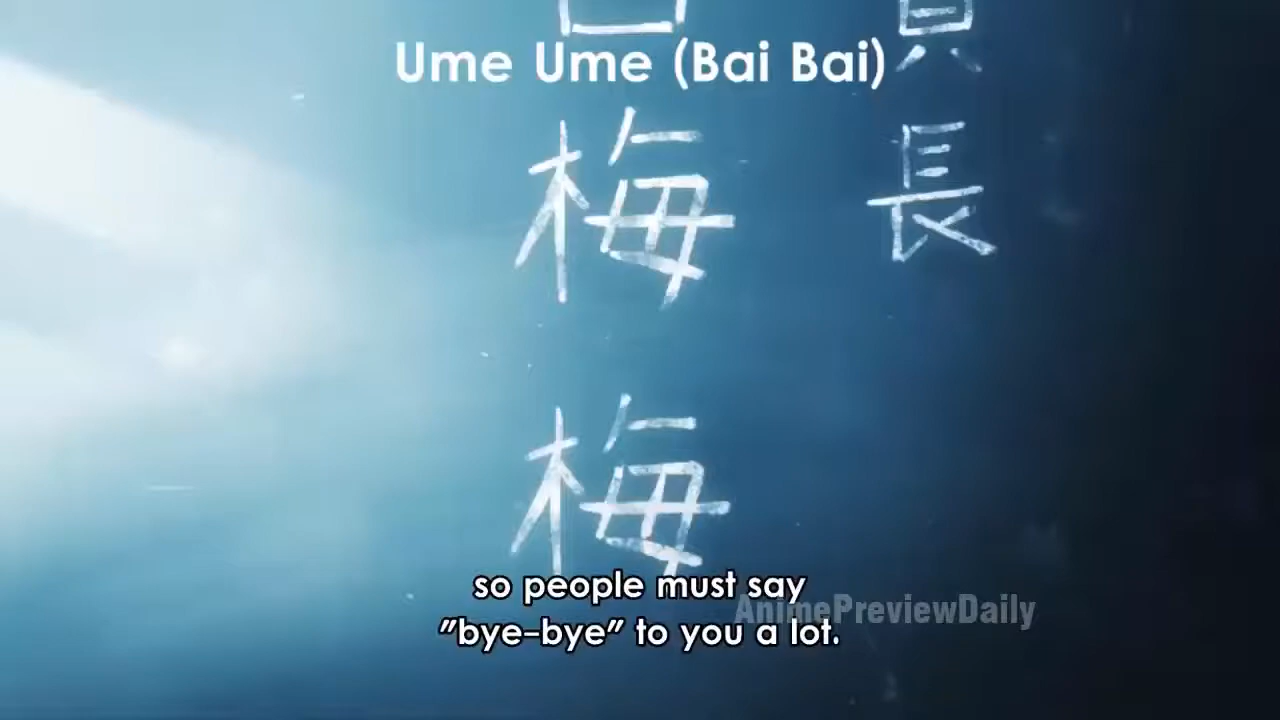 Ume Ume (Bai Bai)
長
梅
梅
so people must say
"bye-bye" to you a lot.
AnimePreviewDaily